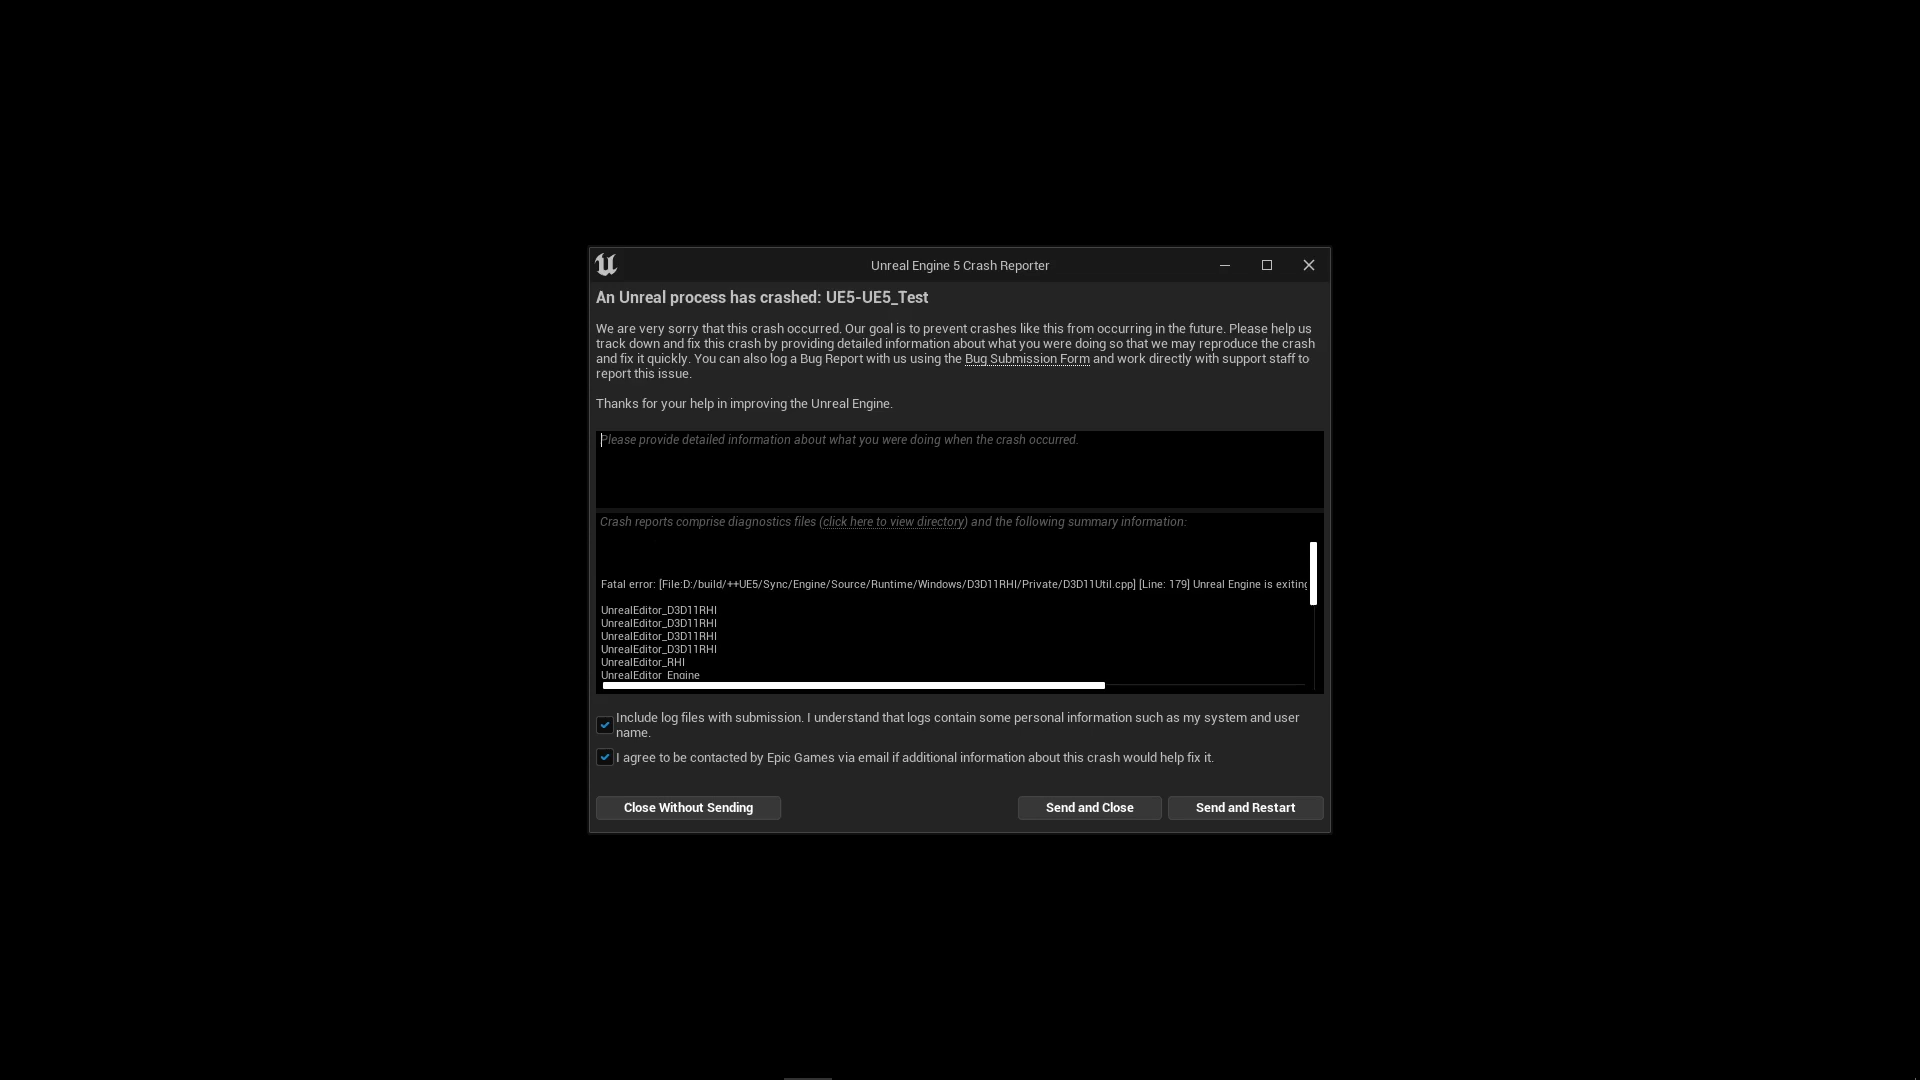 Unreal Engine 5 Crash Reporter
An Unreal process has crashed: UE5-UE5_Test
We are very sorry that this crash occurred. Our goal is to prevent crashes like this from occurring in the future. Please help us
track down and fix this crash by providing detailed information about what you were doing so that we may reproduce the crash
and fix it quickly. You can also log a Bug Report with us using the Bug Submission Form and work directly with support staff to
report this issue.
Thanks for your help in improving the Unreal Engine.
Please provide detailed information about what you were doing when the crash occurred.
Crash reports comprise diagnostics files (click here to view directory) and the following summary information:
Fatal error: [File:D:/build/++UE5/Sync/Engine/Source/Runtime/Windows/D3D11RHI/Private/D3D11Util.cpp] [Line: 179] Unreal Engine is exiting
UnrealEditor_D3D11RHI
UnrealEditor_D3D11RHI
UnrealEditor_D3D11RHI
UnrealEditor_D3D11RHI
UnrealEditor_RHI
UnrealEditor_Engine
Include log files with submission. I understand that logs contain some personal information such as my system and user
name.
I agree to be contacted by Epic Games via email if additional information about this crash would help fix it.
Close Without Sending
Send and Close
Send and Restart